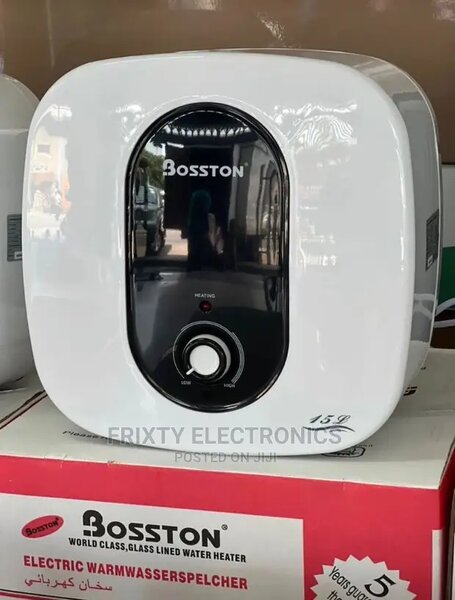 BOSSTON®
HEATING
LOW HIGH
15L
FRIXTY ELECTRONICS
POSTED ON JIJI
Please
BOSSTON BOSSTON®
WORLD CLASS,GLASS LINED WATER HEATER
ELECTRIC WARMWASSERSPELCHER
سخان كهربائي
5
Years